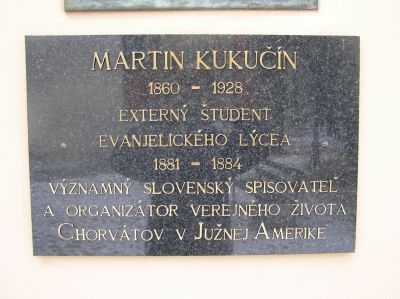 MARTIN KUKUČÍN
1860 – 1928
EXTERNÝ ŠTUDENT
EVANJELICKÉHO LÝCEA
1881 – 1884
VÝZNAMNÝ SLOVENSKÝ SPISOVATEĽ
A ORGANIZÁTOR VEREJNÉHO ŽIVOTA
CHORVÁTOV V JUŽNEJ AMERIKE